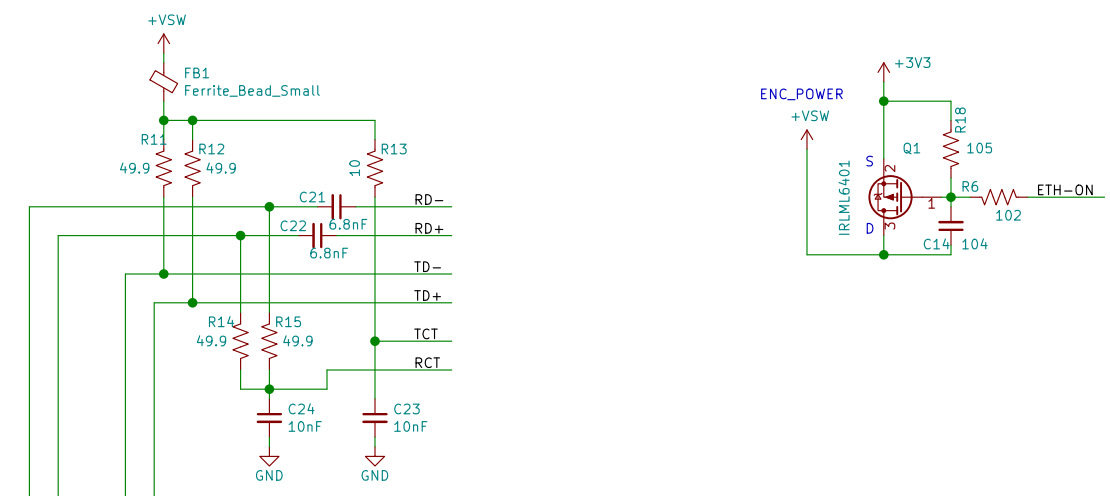 +VSW
FB1
Ferrite_Bead_Small
R11
49.9
R12
49.9
R13
10
C21
6.8nF
RD-
C22
6.8nF
RD+
TD-
TD+
R14
49.9
R15
49.9
TCT
RCT
C24
10nF
C23
10nF
GND
GND
+3V3
ENC_POWER
+VSW
R18
105
Q1
IRLML6401
S
2
1
D
3
R6
102
ETH-ON
C14
104